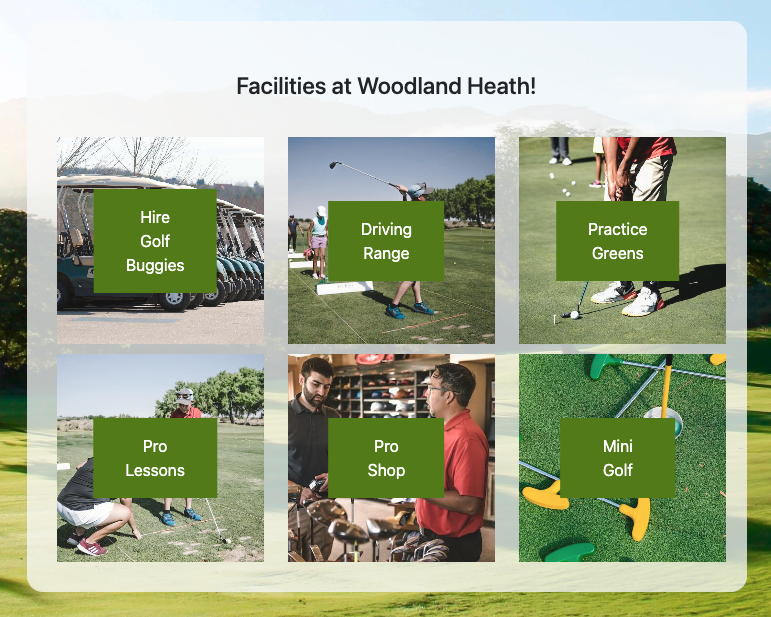 Facilities at Woodland Heath!
Hire
Golf
Buggies
Driving
Range
Practice
Greens
Pro
Lessons
Pro
Shop
Mini
Golf